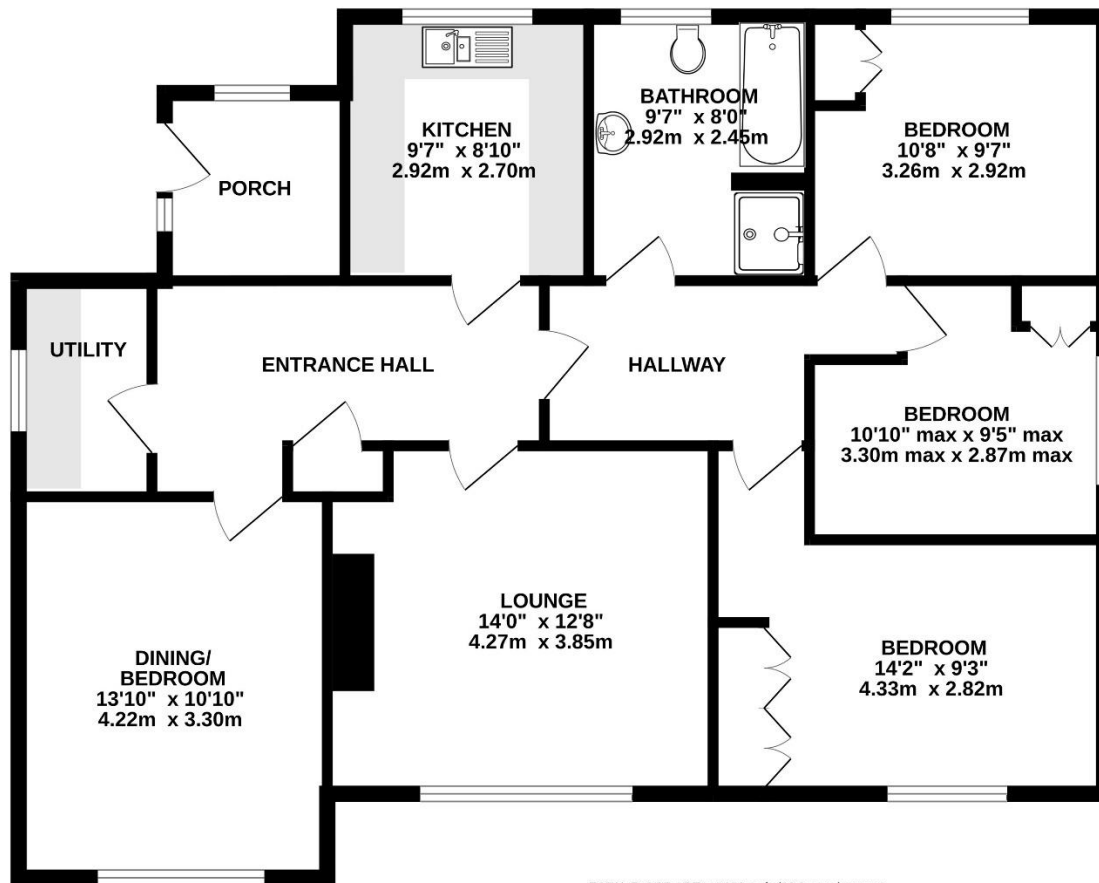 KITCHEN
9'7" x 8'10"
2.92m x 2.70m
BATHROOM
9'7" x 8'0"
2.92m x 2.45m
BEDROOM
10'8" x 9'7"
3.26m x 2.92m
PORCH
UTILITY
ENTRANCE HALL
HALLWAY
BEDROOM
10'10" max x 9'5" max
3.30m max x 2.87m max
LOUNGE
14'0" x 12'8"
4.27m x 3.85m
DINING/
BEDROOM
13'10" x 10'10"
4.22m x 3.30m
BEDROOM
14'2" x 9'3"
4.33m x 2.82m